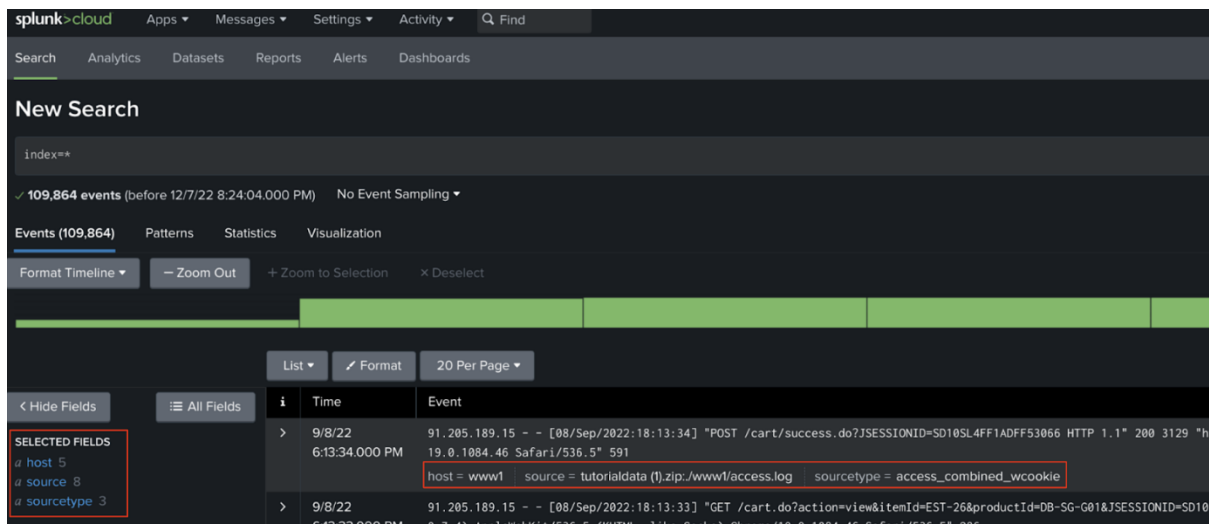 splunk>cloud Apps ▾ Messages ▾ Settings ▾ Activity ▾ Find
Search Analytics Datasets Reports Alerts Dashboards
New Search
index=*
✓ 109,864 events (before 12/7/22 8:24:04.000 PM) No Event Sampling ▾
Events (109,864) Patterns Statistics Visualization
Format Timeline ▾ — Zoom Out + Zoom to Selection × Deselect
List ▾ Format 20 Per Page ▾
< Hide Fields All Fields i Time Event
SELECTED FIELDS
a host 5
a source 8
a sourcetype 3
> 9/8/22 91.205.189.15 - - [08/Sep/2022:18:13:34] "POST /cart/success.do?JSESSIONID=SD10SL4FF1ADFF53066 HTTP 1.1" 200 3129 "h
6:13:34.000 PM 19.0.1084.46 Safari/536.5" 591
host = www1 source = tutorialdata (1).zip:./www1/access.log sourcetype = access_combined_wcookie
> 9/8/22 91.205.189.15 - - [08/Sep/2022:18:13:33] "GET /cart.do?action=view&itemId=EST-26&productId=DB-SG-G01&JSESSIONID=SD10